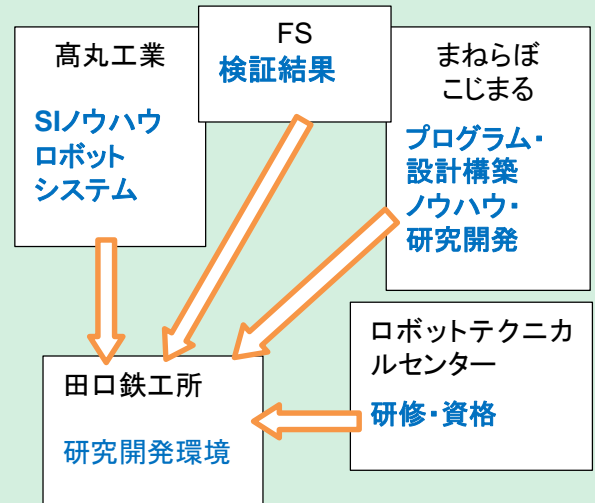 髙丸工業
SIノウハウ
ロボット
システム
FS
検証結果
まねらぼ
こじまる
プログラム・
設計構築
ノウハウ・
研究開発
ロボットテクニカ
ルセンター
研修・資格
田口鉄工所
研究開発環境